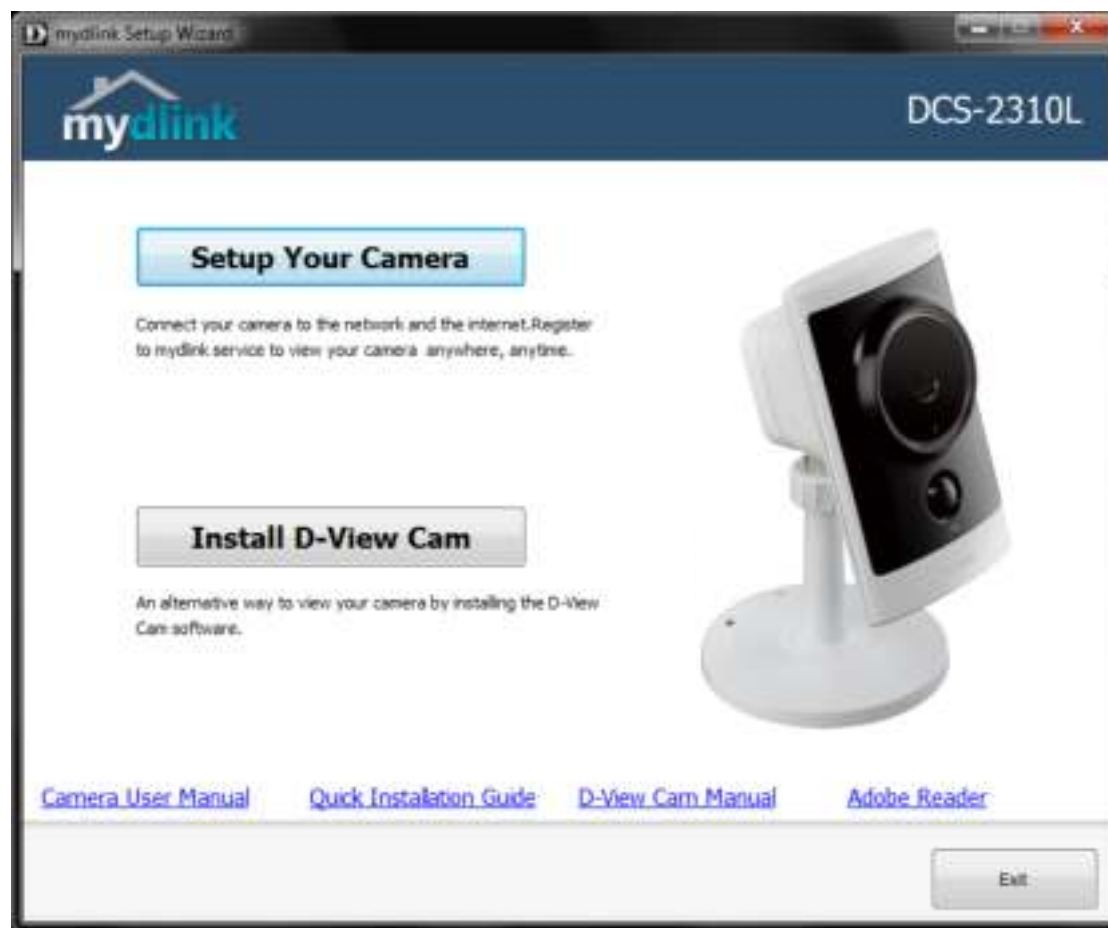 mydlink Setup Wizard
mydlink
DCS-2310L
Setup Your Camera
Connect your camera to the network and the internet.Register
to mydlink service to view your camera anywhere, anytime.
Install D-View Cam
An alternative way to view your camera by installing the D-View
Cam software.
Camera User Manual
Quick Installation Guide
D-View Cam Manual
Adobe Reader
Exit